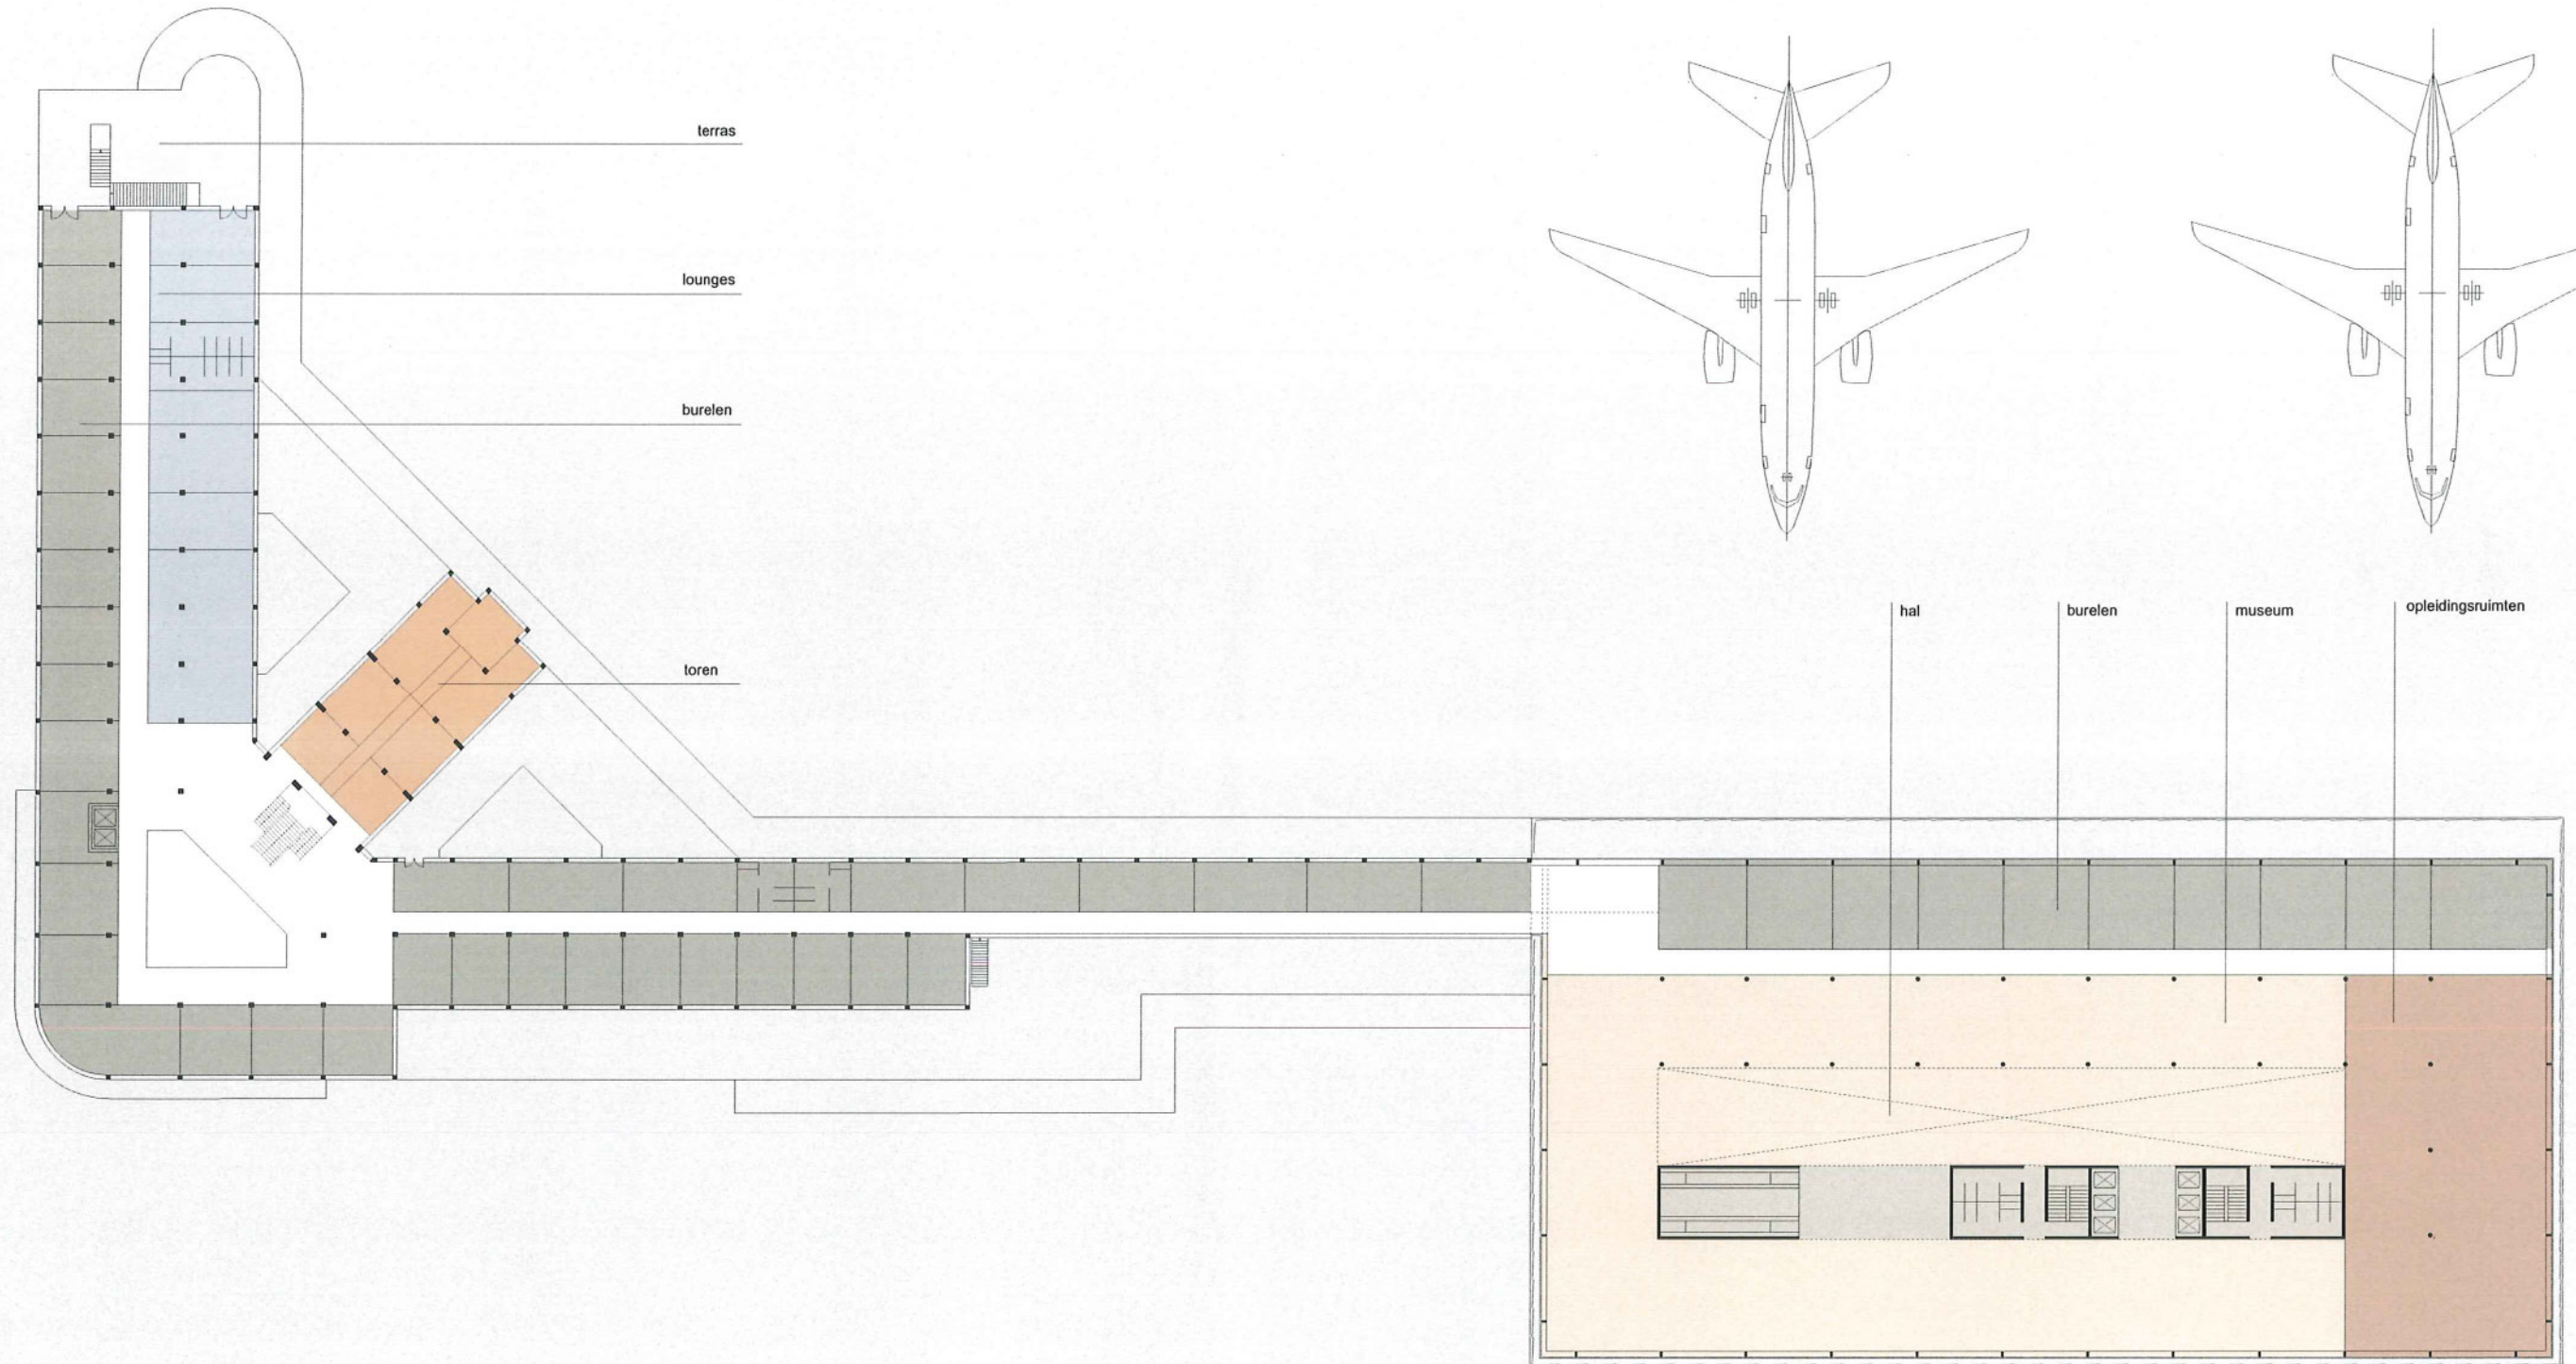 terras
lounges
burelen
toren
hal
burelen
museum
opleidingsruimten